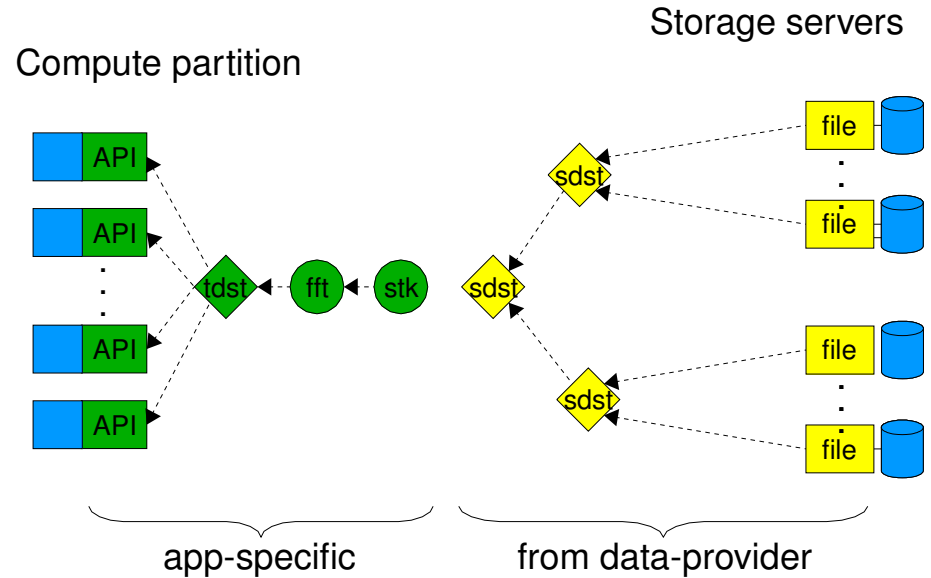 Storage servers
Compute partition
API
API
API
API
tdst
fft
stk
sdst
sdst
sdst
file
file
file
file
app-specific
from data-provider